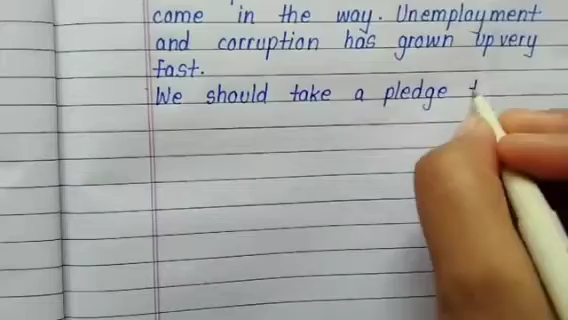 come in the way. Unemployment
and corruption has grown up very
fast.
We should take a pledge t